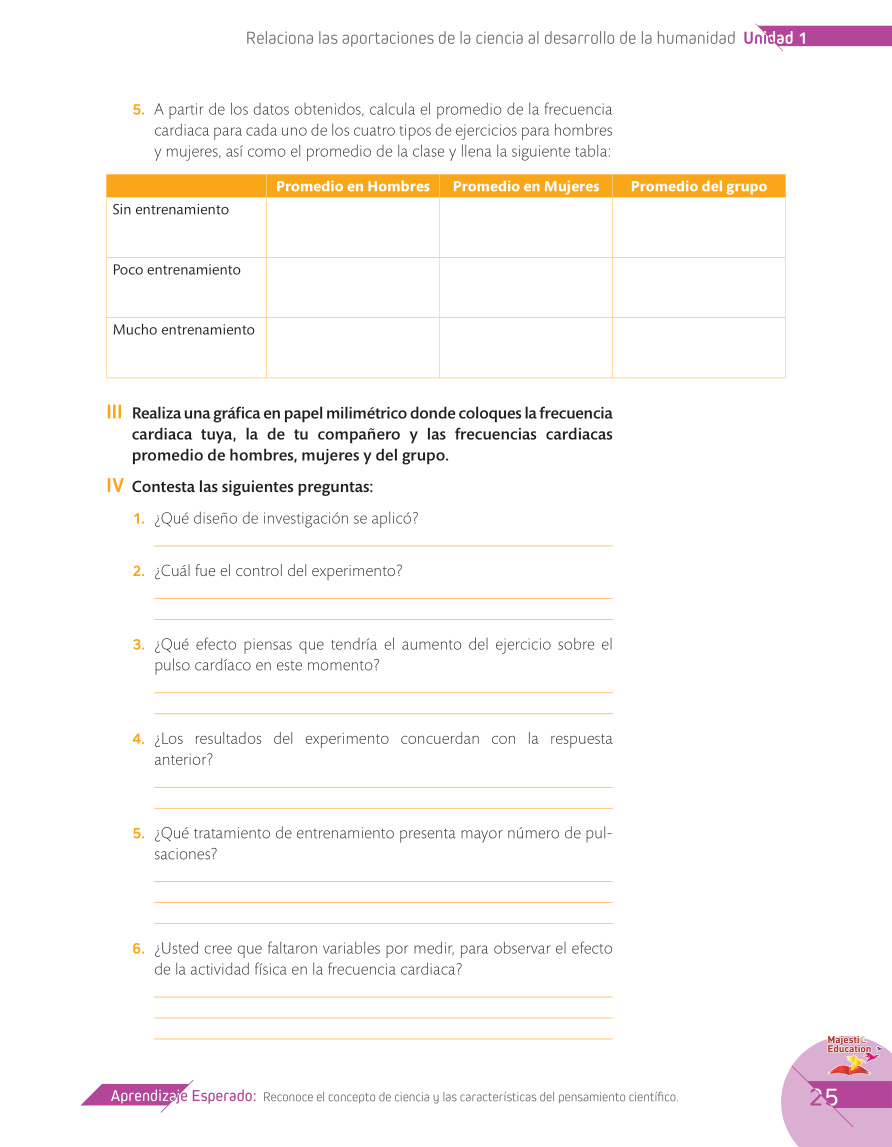 Relaciona las aportaciones de la ciencia al desarrollo de la humanidad Unidad 1
5. A partir de los datos obtenidos, calcula el promedio de la frecuencia
cardiaca para cada uno de los cuatro tipos de ejercicios para hombres
y mujeres, así como el promedio de la clase y llena la siguiente tabla:
Promedio en Hombres Promedio en Mujeres Promedio del grupo
Sin entrenamiento
Poco entrenamiento
Mucho entrenamiento
III Realiza una gráfica en papel milimétrico donde coloques la frecuencia
cardiaca tuya, la de tu compañero y las frecuencias cardiacas
promedio de hombres, mujeres y del grupo.
IV Contesta las siguientes preguntas:
1. ¿Qué diseño de investigación se aplicó?
2. ¿Cuál fue el control del experimento?
3. ¿Qué efecto piensas que tendría el aumento del ejercicio sobre el
pulso cardíaco en este momento?
4. ¿Los resultados del experimento concuerdan con la respuesta
anterior?
5. ¿Qué tratamiento de entrenamiento presenta mayor número de pul-
saciones?
6. ¿Usted cree que faltaron variables por medir, para observar el efecto
de la actividad física en la frecuencia cardiaca?
Majestic
Education
Aprendizaje Esperado: Reconoce el concepto de ciencia y las características del pensamiento científico.
25